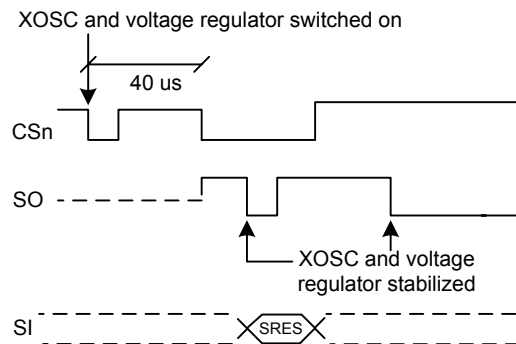 XOSC and voltage regulator switched on
40 us
CSn
SO
XOSC and voltage
regulator stabilized
SI
SRES